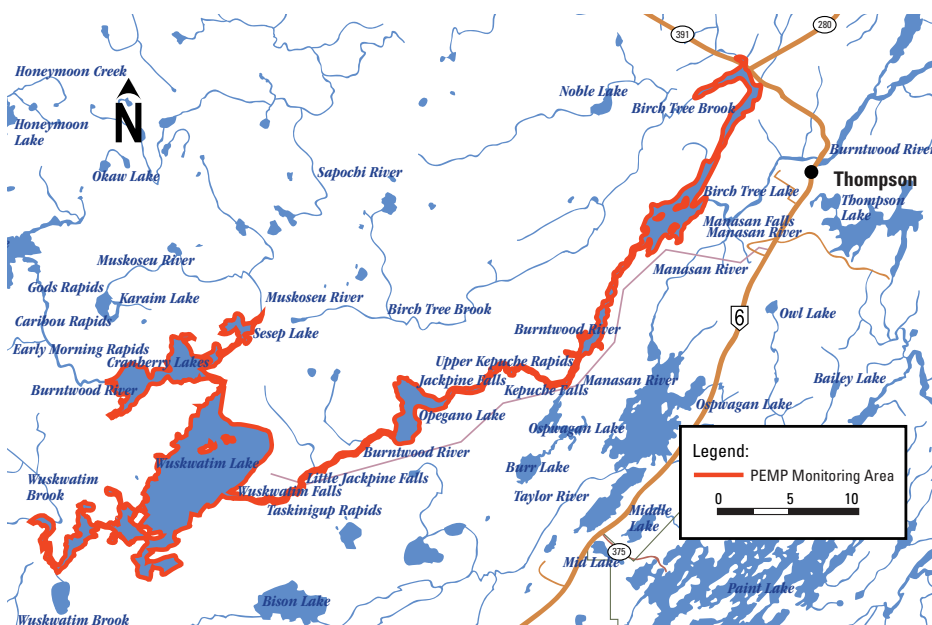 391
280
Honeymoon Creek
Noble Lake
Birch Tree Brook
N
Honeymoon
Lake
Burntwood River
Okaw Lake
Sapochi River
Thompson
Birch Tree Lake
Thompson
Lake
Manasan Falls
Manasan River
Muskoseu River
Manasan River
Gods Rapids
Karaim Lake
Muskoseu River
Birch Tree Brook
Owl Lake
6
Caribou Rapids
Sesep Lake
Burntwood River
Early Morning Rapids
Cranberry Lakes
Upper Kepuche Rapids
Jackpine Falls
Kepuche Falls
Manasan River
Bailey Lake
Burntwood River
Ospwagan Lake
Opegano Lake
Ospwagan Lake
Burntwood River
Wuskwatim Lake
Burr Lake
Little Jackpine Falls
Wuskwatim
Brook
Wuskwatim Falls
Taskinigup Rapids
Taylor River
Middle
Lake
Legend:
PEMP Monitoring Area
0 5 10
375
Mid Lake
Paint Lake
Bison Lake
Wuskwatim Brook